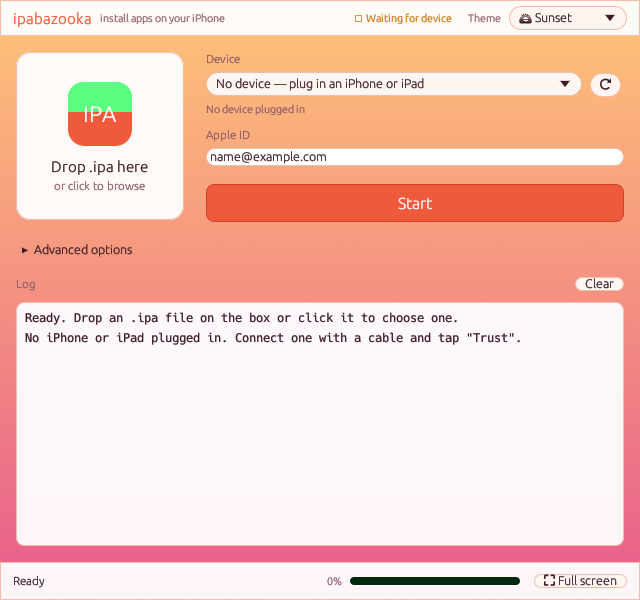 ipabazooka install apps on your iPhone Waiting for device Theme Sunset
Device
No device — plug in an iPhone or iPad
No device plugged in
IPA
Drop .ipa here
or click to browse
Apple ID
name@example.com
Start
Advanced options
Log Clear
Ready. Drop an .ipa file on the box or click it to choose one.
No iPhone or iPad plugged in. Connect one with a cable and tap "Trust".
Ready 0% Full screen